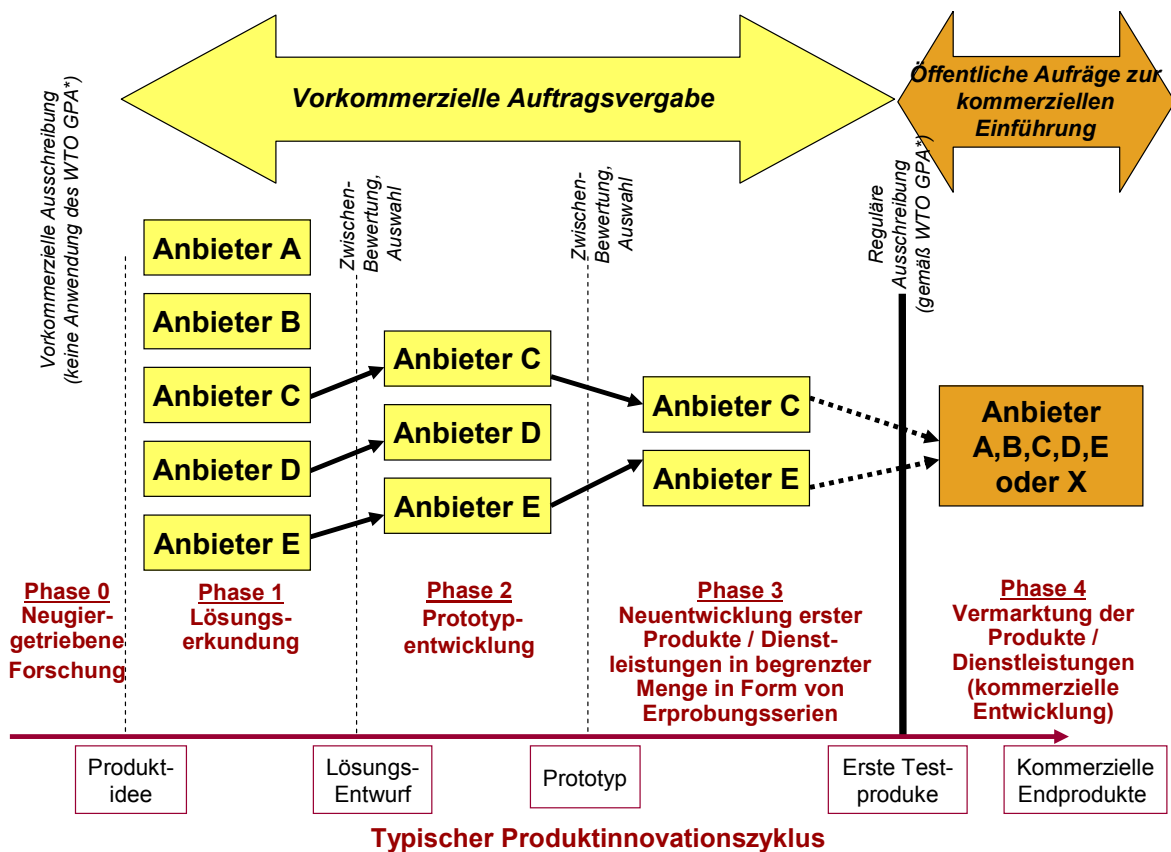 Vorkommerzielle Auftragsvergabe
Öffentliche Aufräge zur
kommerziellen
Einführung
Vorkommerzielle Ausschreibung
(keine Anwendung des WTO GPA*)
Zwischen-
Bewertung,
Auswahl
Zwischen-
Bewertung,
Auswahl
Reguläre
Ausschreibung
(gemäß WTO GPA*)
Anbieter A
Anbieter B
Anbieter C
Anbieter D
Anbieter E
Anbieter C
Anbieter D
Anbieter E
Anbieter C
Anbieter E
Anbieter
A,B,C,D,E
oder X
Phase 0
Neugier-
getriebene
Forschung
Phase 1
Lösungs-
erkundung
Phase 2
Prototyp-
entwicklung
Phase 3
Neuentwicklung erster
Produkte / Dienst-
leistungen in begrenzter
Menge in Form von
Erprobungsserien
Phase 4
Vermarktung der
Produkte /
Dienstleistungen
(kommerzielle
Entwicklung)
Produkt-
idee
Lösungs-
Entwurf
Prototyp
Erste Test-
produke
Kommerzielle
Endprodukte
Typischer Produktinnovationszyklus